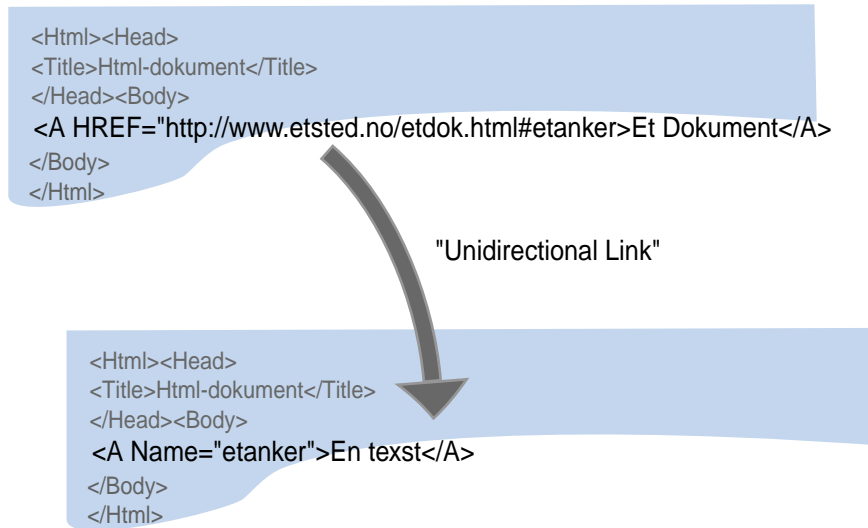 <Html><Head>
<Title>Html-dokument</Title>
</Head><Body>
<A HREF="http://www.etsted.no/etdok.html#etanker>Et Dokument</A>
</Body>
</Html>
"Unidirectional Link"
<Html><Head>
<Title>Html-dokument</Title>
</Head><Body>
<A Name="etanker">En texst</A>
</Body>
</Html>